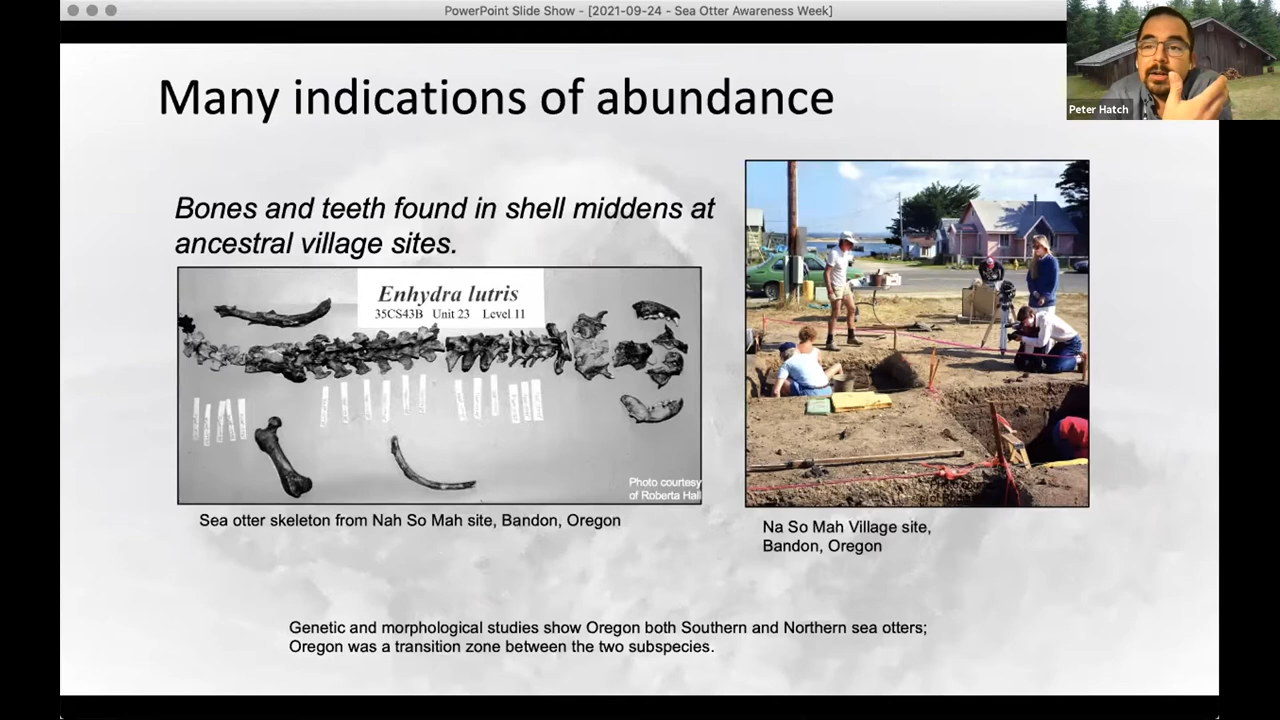 PowerPoint Slide Show - [2021-09-24 - Sea Otter Awareness Week]
Peter Hatch
Many indications of abundance
Bones and teeth found in shell middens at
ancestral village sites.
Enhydra lutris
35CS43B Unit 23 Level 11
Photo courtesy
of Roberta Hall
Sea otter skeleton from Nah So Mah site, Bandon, Oregon
Na So Mah Village site,
Bandon, Oregon
Genetic and morphological studies show Oregon both Southern and Northern sea otters;
Oregon was a transition zone between the two subspecies.